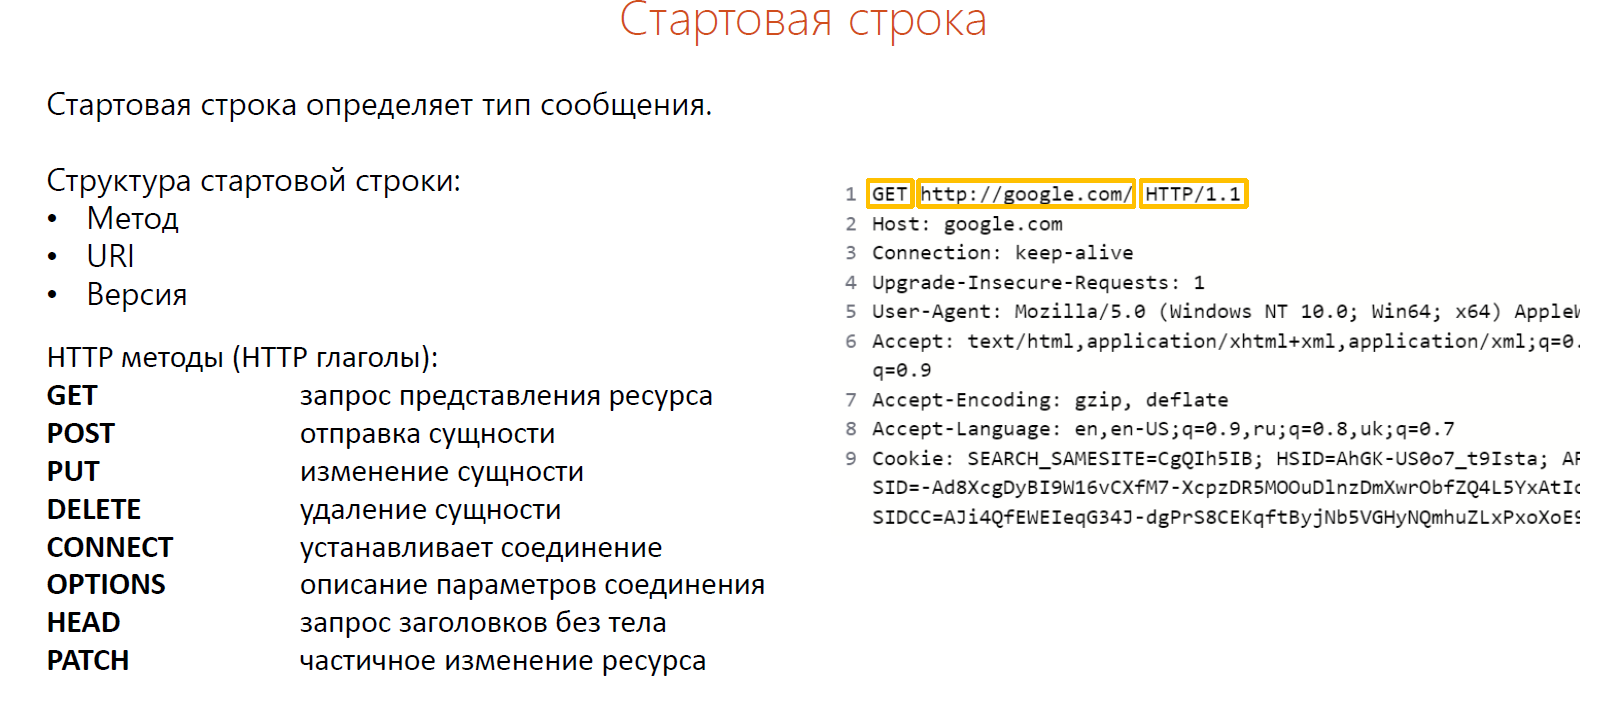 Стартовая строка
Стартовая строка определяет тип сообщения.
Структура стартовой строки:
• Метод
• URI
• Версия
HTTP методы (HTTP глаголы):
GET запрос представления ресурса
POST отправка сущности
PUT изменение сущности
DELETE удаление сущности
CONNECT устанавливает соединение
OPTIONS описание параметров соединения
HEAD запрос заголовков без тела
PATCH частичное изменение ресурса
1 GET http://google.com/ HTTP/1.1
2 Host: google.com
3 Connection: keep-alive
4 Upgrade-Insecure-Requests: 1
5 User-Agent: Mozilla/5.0 (Windows NT 10.0; Win64; x64) AppleW
6 Accept: text/html,application/xhtml+xml,application/xml;q=0.
q=0.9
7 Accept-Encoding: gzip, deflate
8 Accept-Language: en,en-US;q=0.9,ru;q=0.8,uk;q=0.7
9 Cookie: SEARCH_SAMESITE=CgQIh5IB; HSID=AhGK-US0o7_t9Ista; AP
SID=-Ad8XcgDyBI9W16vCXfM7-XcpzDR5MOOuDlnzDmXwrObfZQ4L5YxAtIc
SIDCC=AJi4QfEWEIeqG34J-dgPrS8CEKqftByjNb5VGHyNQmhuZLxPxoXoE9